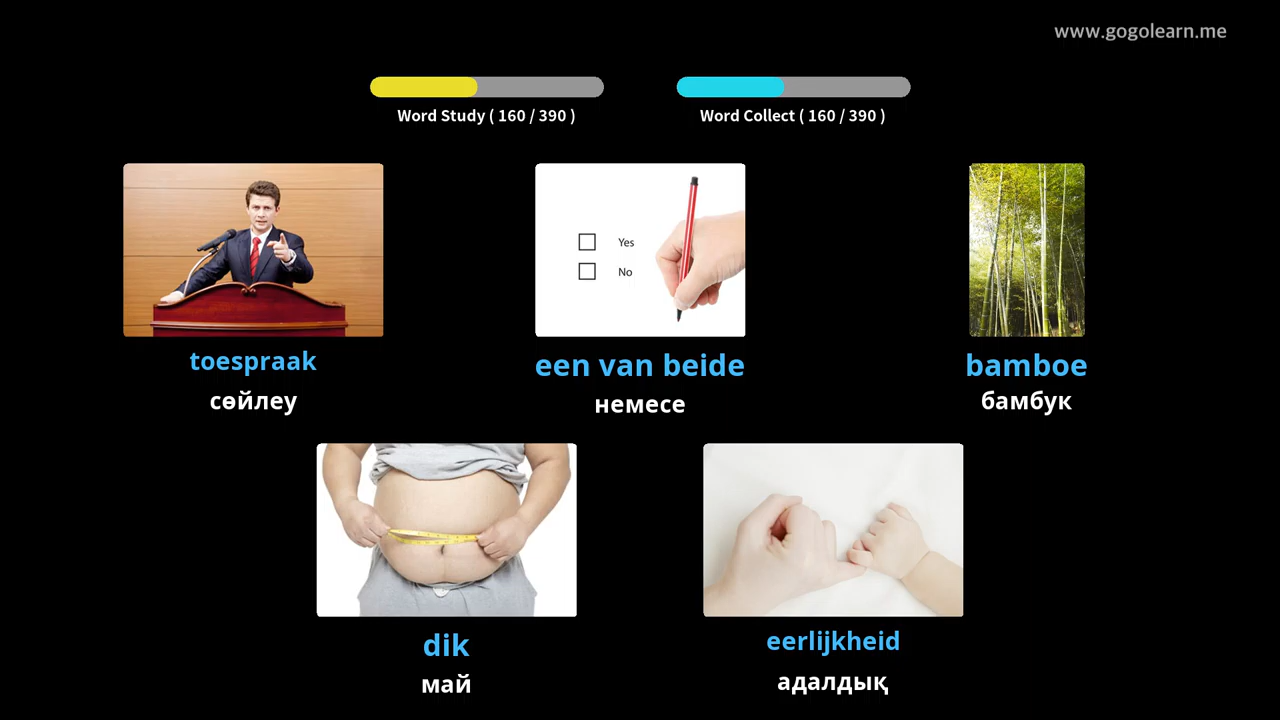 www.gogolearn.me
Word Study ( 160 / 390 )
Word Collect ( 160 / 390 )
Yes
No
toespraak
сөйлеу
een van beide
немесе
bamboe
бамбук
dik
май
eerlijkheid
адалдық